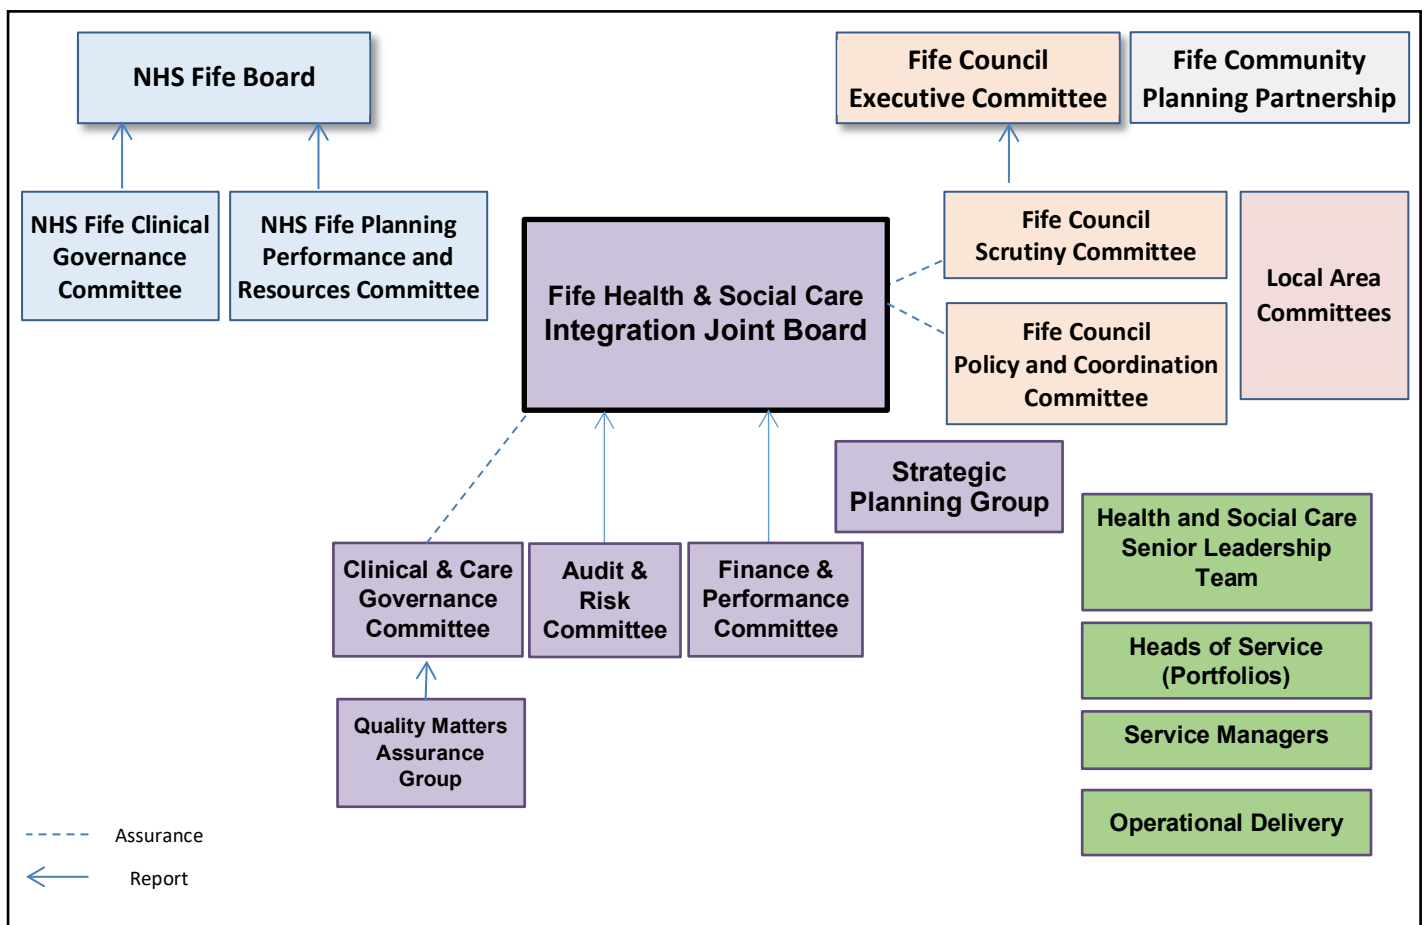 NHS Fife Board
Fife Council
Executive Committee
Fife Community
Planning Partnership
NHS Fife Clinical
Governance
Committee
NHS Fife Planning
Performance and
Resources Committee
Fife Health & Social Care
Integration Joint Board
Fife Council
Scrutiny Committee
Fife Council
Policy and Coordination
Committee
Local Area
Committees
Strategic
Planning Group
Clinical & Care
Governance
Committee
Audit &
Risk
Committee
Finance &
Performance
Committee
Quality Matters
Assurance
Group
Health and Social Care
Senior Leadership
Team
Heads of Service
(Portfolios)
Service Managers
Operational Delivery
Assurance
Report